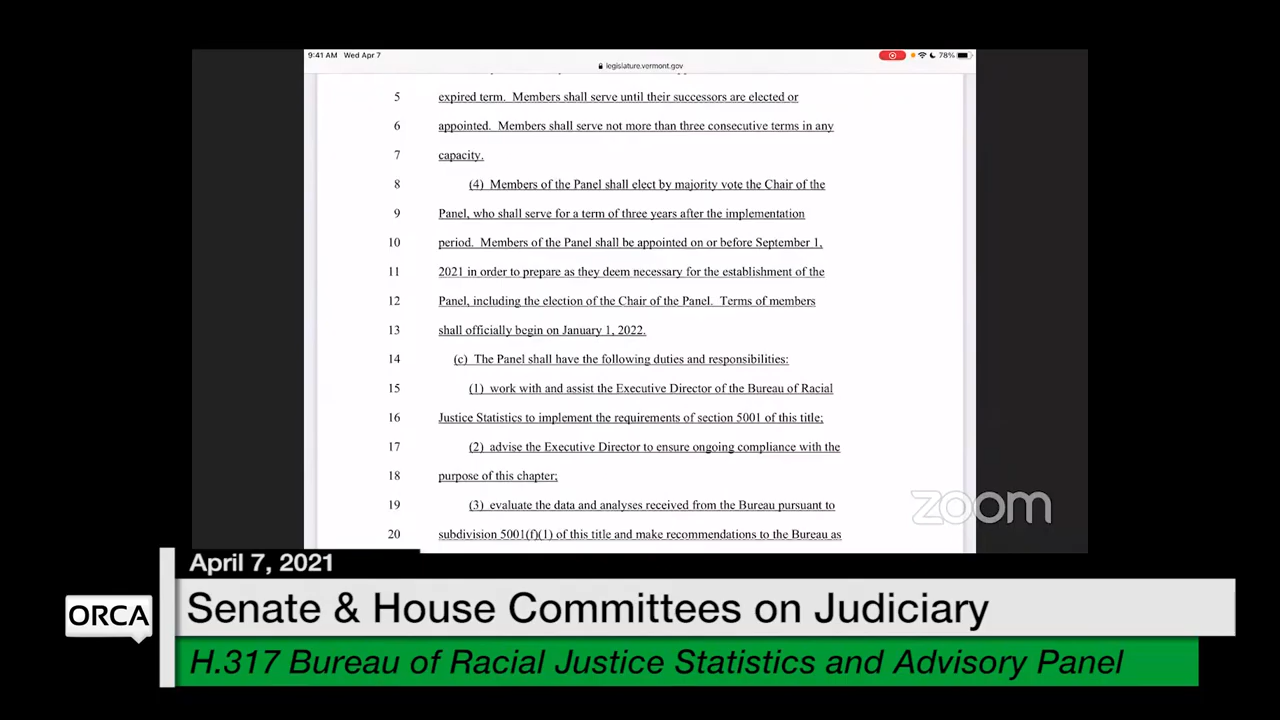 9:41 AM Wed Apr 7
78%
legislature.vermont.gov
5 expired term. Members shall serve until their successors are elected or
6 appointed. Members shall serve not more than three consecutive terms in any
7 capacity.
8 (4) Members of the Panel shall elect by majority vote the Chair of the
9 Panel, who shall serve for a term of three years after the implementation
10 period. Members of the Panel shall be appointed on or before September 1,
11 2021 in order to prepare as they deem necessary for the establishment of the
12 Panel, including the election of the Chair of the Panel. Terms of members
13 shall officially begin on January 1, 2022.
14 (c) The Panel shall have the following duties and responsibilities:
15 (1) work with and assist the Executive Director of the Bureau of Racial
16 Justice Statistics to implement the requirements of section 5001 of this title;
17 (2) advise the Executive Director to ensure ongoing compliance with the
18 purpose of this chapter;
19 (3) evaluate the data and analyses received from the Bureau pursuant to
20 subdivision 5001(f)(1) of this title and make recommendations to the Bureau as
zoom
April 7, 2021
ORCA
Senate & House Committees on Judiciary
H.317 Bureau of Racial Justice Statistics and Advisory Panel